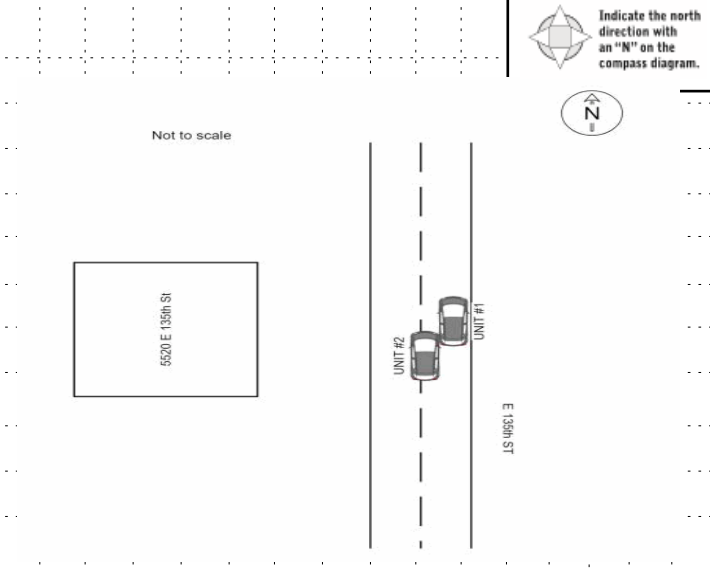 Indicate the north
direction with
an "N" on the
compass diagram.
N
Not to scale
5520 E 135th St
UNIT #1
UNIT #2
E 135th ST